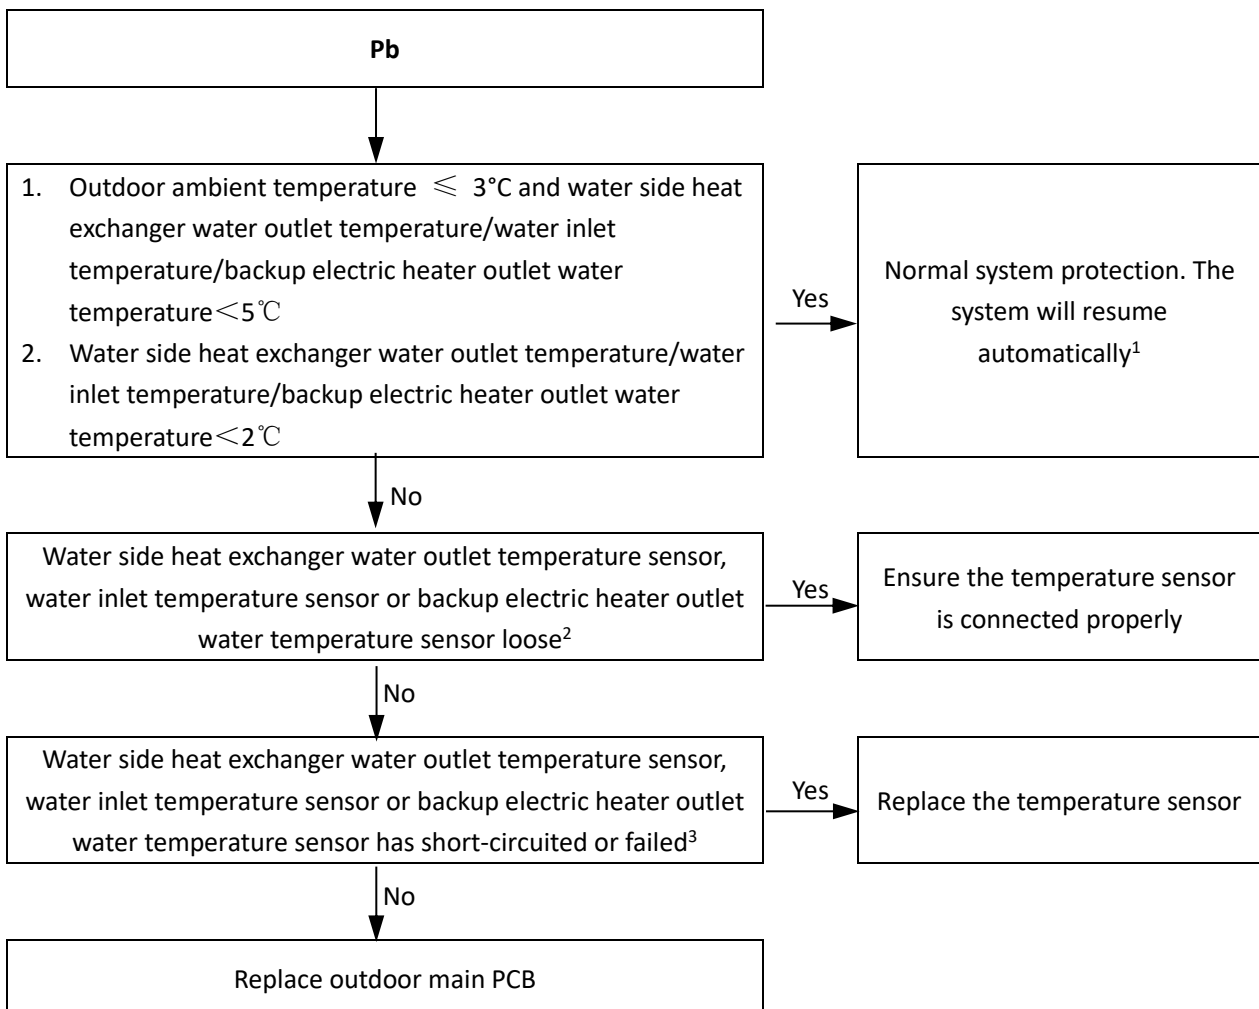 Pb
1. Outdoor ambient temperature ≤ 3°C and water side heat
exchanger water outlet temperature/water inlet
temperature/backup electric heater outlet water
temperature<5℃
2. Water side heat exchanger water outlet temperature/water
inlet temperature/backup electric heater outlet water
temperature<2℃
Yes
Normal system protection. The
system will resume
automatically¹
No
Water side heat exchanger water outlet temperature sensor,
water inlet temperature sensor or backup electric heater outlet
water temperature sensor loose²
Yes
Ensure the temperature sensor
is connected properly
No
Water side heat exchanger water outlet temperature sensor,
water inlet temperature sensor or backup electric heater outlet
water temperature sensor has short-circuited or failed³
Yes
Replace the temperature sensor
No
Replace outdoor main PCB